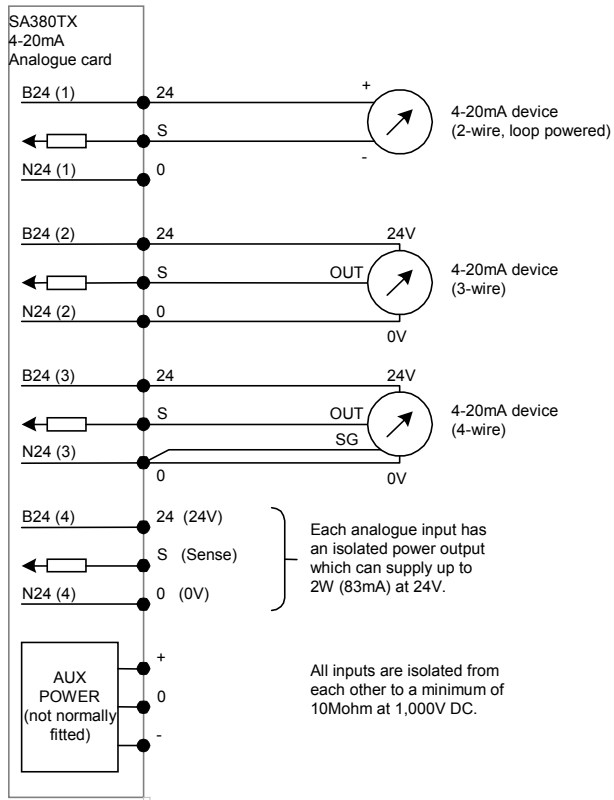 SA380TX
4-20mA
Analogue card
B24 (1)
24
+
S
-
N24 (1)
0
4-20mA device
(2-wire, loop powered)
B24 (2)
24
24V
S
OUT
N24 (2)
0
0V
4-20mA device
(3-wire)
B24 (3)
24
24V
S
OUT
SG
N24 (3)
0
0V
4-20mA device
(4-wire)
B24 (4)
24 (24V)
S (Sense)
N24 (4)
0 (0V)
Each analogue input has
an isolated power output
which can supply up to
2W (83mA) at 24V.
AUX
POWER
(not normally
fitted)
+
0
-
All inputs are isolated from
each other to a minimum of
10Mohm at 1,000V DC.